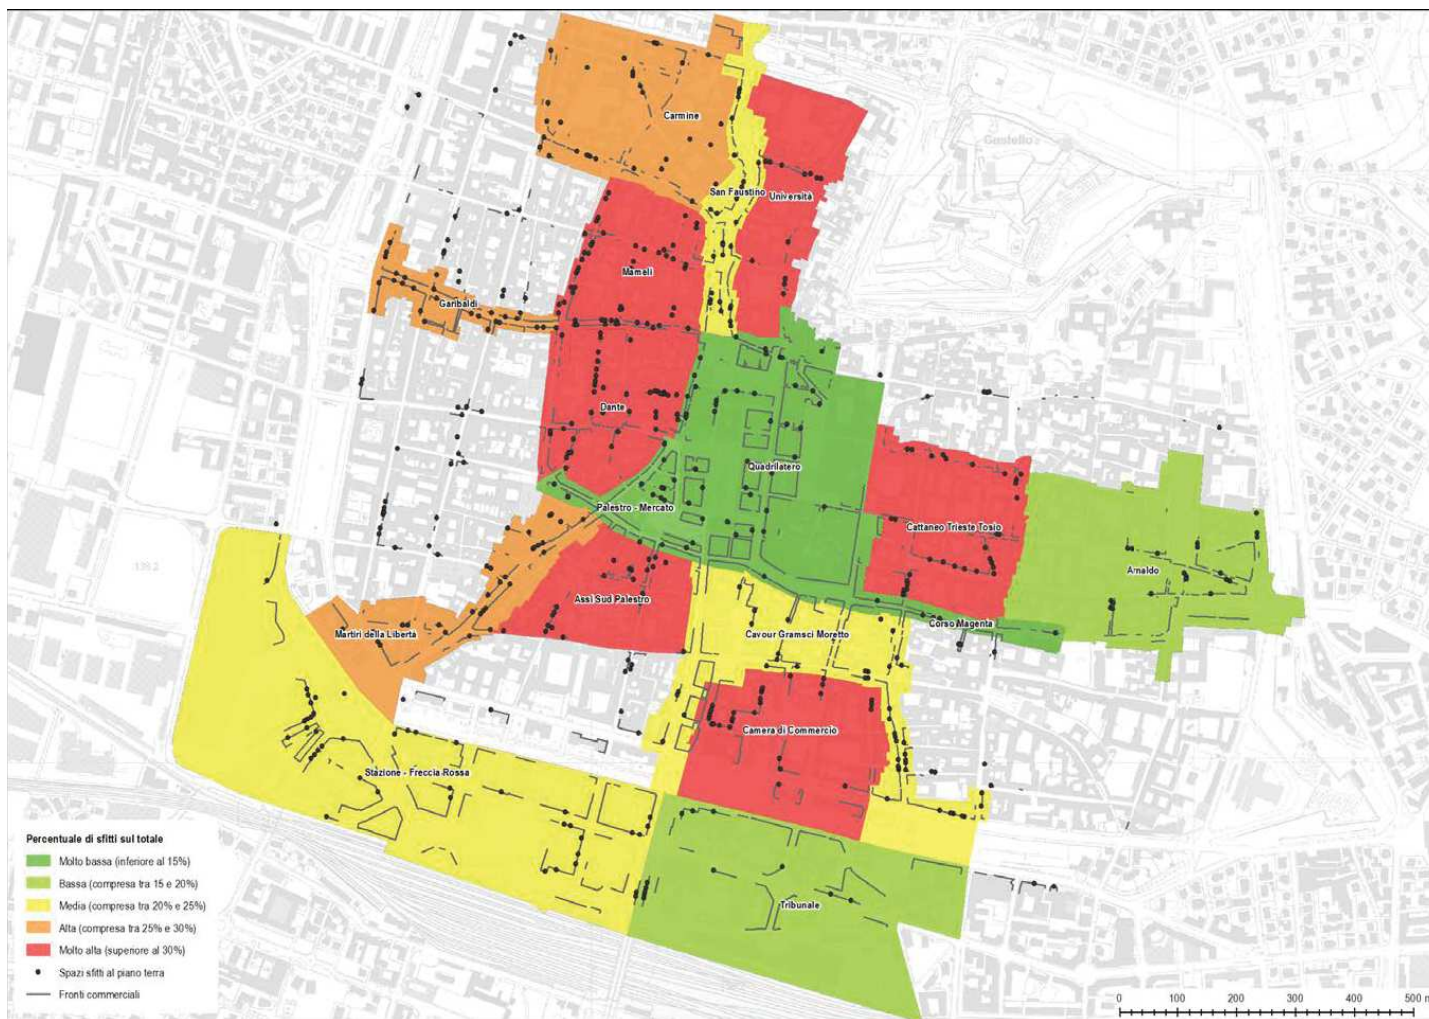 Castello
Carmine
San Faustino
Università
Mameli
Garibaldi
Dante
Quadrilatero
Palestro - Mercato
Cattaneo Trieste Tosio
Arnaldo
Assi Sud Palestro
Corso Magenta
Martiri della Libertà
Cavour Gramsci Moretto
Camera di Commercio
Stazione - Freccia Rossa
Tribunale
Percentuale di sfitti sul totale
Molto bassa (inferiore al 15%)
Bassa (compresa tra 15 e 20%)
Media (compresa tra 20% e 25%)
Alta (compresa tra 25% e 30%)
Molto alta (superiore al 30%)
Spazi sfitti al piano terra
Fronti commerciali
0 100 200 300 400 500 m